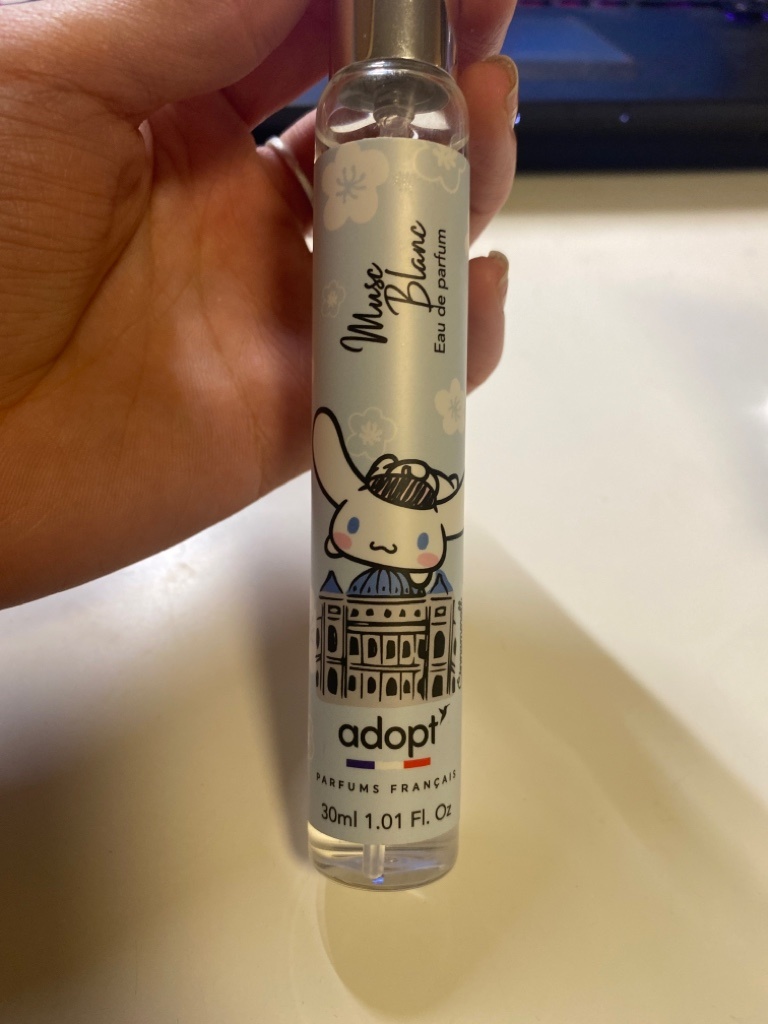 Musc
Blanc
Eau de parfum
adopt'
PARFUMS FRANÇAIS
30ml 1.01 Fl. Oz